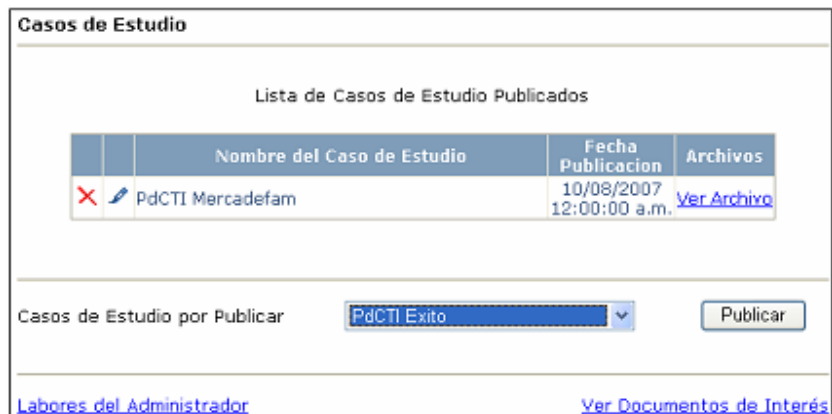 Casos de Estudio
Lista de Casos de Estudio Publicados
Nombre del Caso de Estudio
Fecha
Publicacion
Archivos
PdCTI Mercadefam
10/08/2007
12:00:00 a.m.
Ver Archivo
Casos de Estudio por Publicar
PdCTI Exito
Publicar
Labores del Administrador
Ver Documentos de Interés